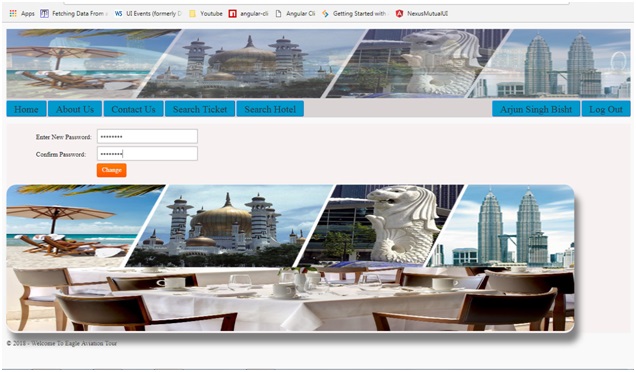 Apps Fetching Data From A UI Events (formerly D Youtube angular-cli Angular Cli Getting Started with A NexusMutualUI
Home About Us Contact Us Search Ticket Search Hotel Arjun Singh Bisht Log Out
Enter New Password: ••••••••
Confirm Password: ••••••••
Change
© 2018 - Welcome To Eagle Aviation Tour